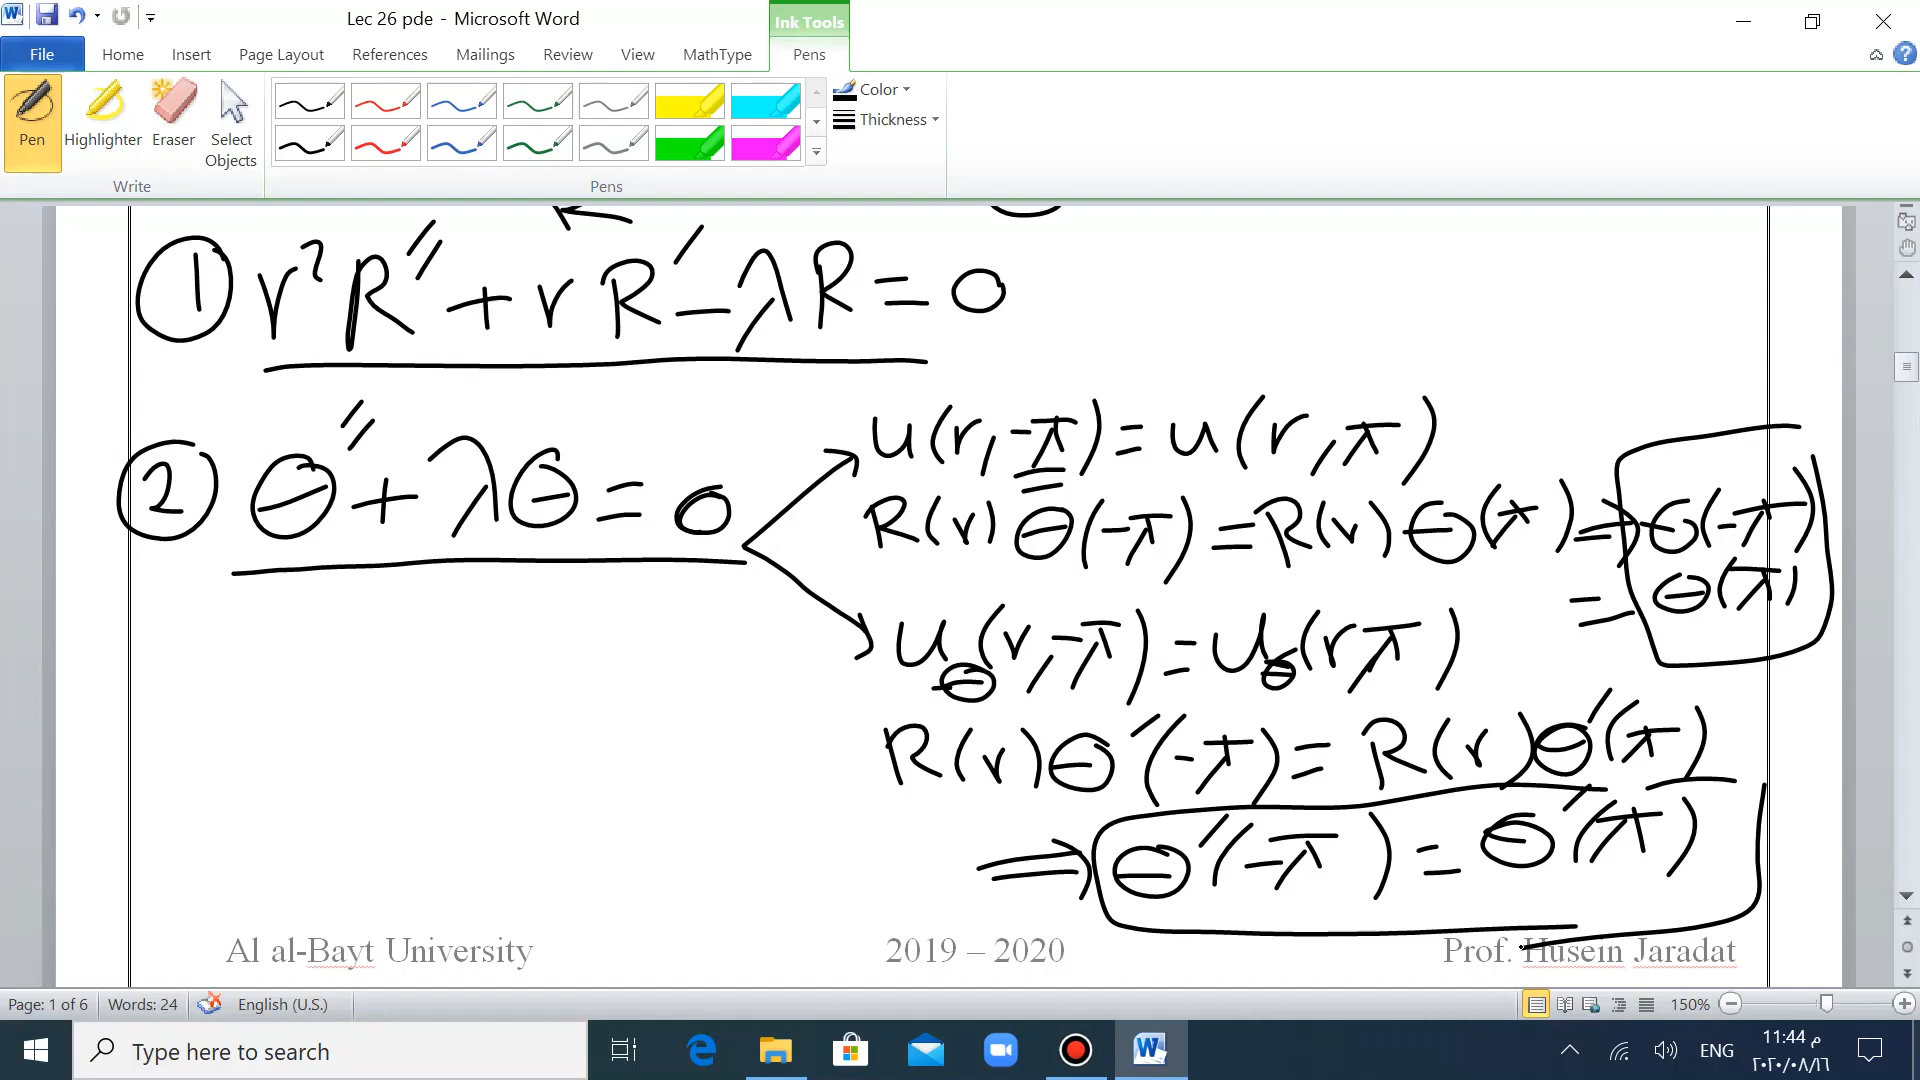 Lec 26 pde - Microsoft Word
Ink Tools
File Home Insert Page Layout References Mailings Review View MathType Pens
Pen Highlighter Eraser Select Objects
Color
Thickness
Write Pens
① r²R″ + rR′ − λR = 0
② Θ″ + λΘ = 0
u(r, −π) = u(r, π)
R(r) Θ(−π) = R(r) Θ(π) ⇒ Θ(−π)
= Θ(π)
u_θ(r, −π) = u_θ(r π)
R(r) Θ′(−π) = R(r) Θ′(π)
⇒ Θ′(−π) = Θ′(π)
Al al-Bayt University 2019 – 2020 Prof. Husein Jaradat
Page: 1 of 6 Words: 24 English (U.S.) 150%
Type here to search
ENG
11:44 م
٢٠٢٠/٠٨/١٦